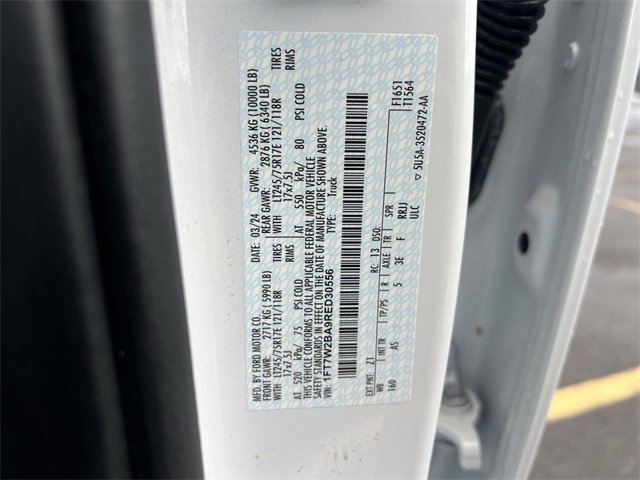 MFD. BY FORD MOTOR CO.
DATE: 03/24 GVWR: 4536 KG (10000 LB)
FRONT GAWR: 2717 KG (5990 LB) REAR GAWR: 2876 KG (6340 LB)
LT245/75R17E 121/118R TIRES WITH LT245/75R17E 121/118R TIRES
17x7.5J RIMS 17x7.5J RIMS
AT 520 kPa/ 75 PSI COLD AT 550 kPa/ 80 PSI COLD
THIS VEHICLE CONFORMS TO ALL APPLICABLE FEDERAL MOTOR VEHICLE
SAFETY STANDARDS IN EFFECT ON THE DATE OF MANUFACTURE SHOWN ABOVE.
VIN: 1FT7W2BA9RED30556 TYPE: Truck
F1651
T1564
EXT PNT: Z1 RC: 13 DSO:
WB INT TR TP/PS R AXLE TR SPR
160 AS 5 3E F RRJJ
ULC
5U5A-3520472-AA